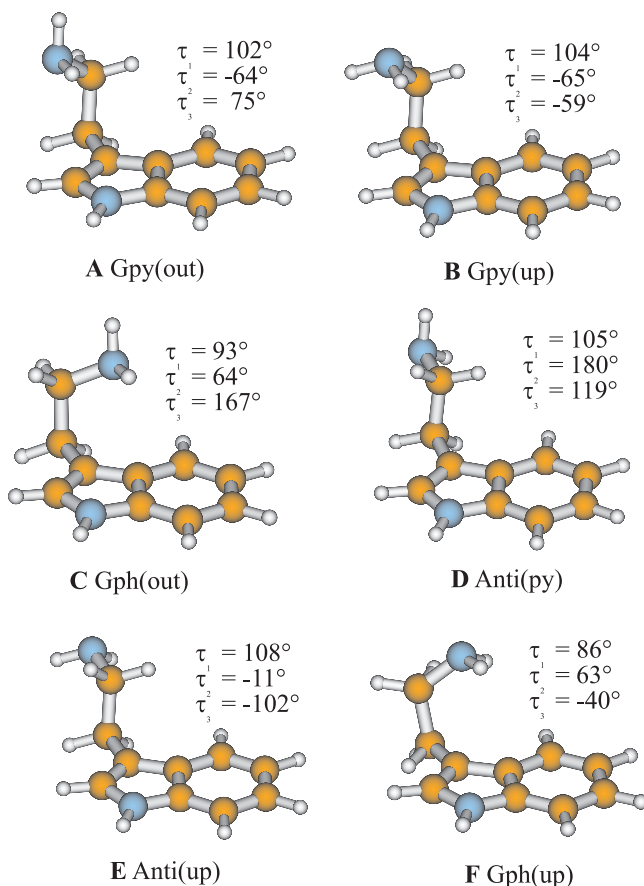 τ₁ = 102°
τ₂ = -64°
τ₃ = 75°
A Gpy(out)
τ₁ = 104°
τ₂ = -65°
τ₃ = -59°
B Gpy(up)
τ₁ = 93°
τ₂ = 64°
τ₃ = 167°
C Gph(out)
τ₁ = 105°
τ₂ = 180°
τ₃ = 119°
D Anti(py)
τ₁ = 108°
τ₂ = -11°
τ₃ = -102°
E Anti(up)
τ₁ = 86°
τ₂ = 63°
τ₃ = -40°
F Gph(up)